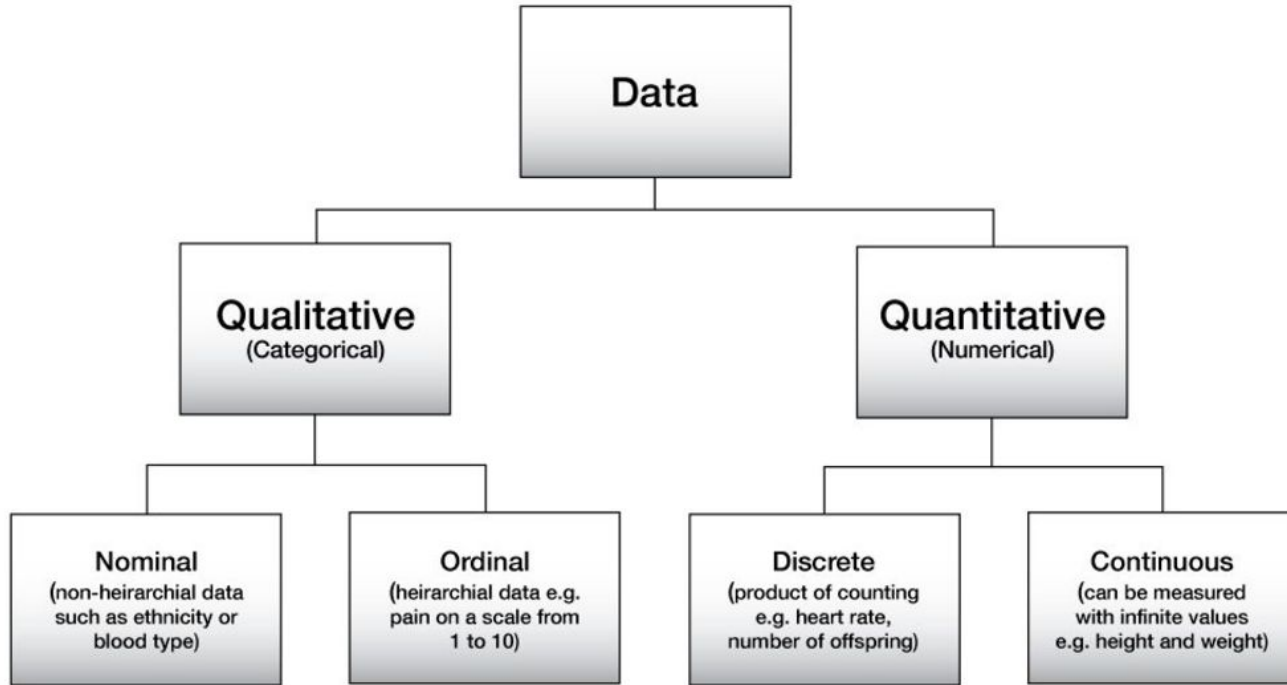 Data
Qualitative
(Categorical)
Quantitative
(Numerical)
Nominal
(non-heirarchial data
such as ethnicity or
blood type)
Ordinal
(heirarchial data e.g.
pain on a scale from
1 to 10)
Discrete
(product of counting
e.g. heart rate,
number of offspring)
Continuous
(can be measured
with infinite values
e.g. height and weight)